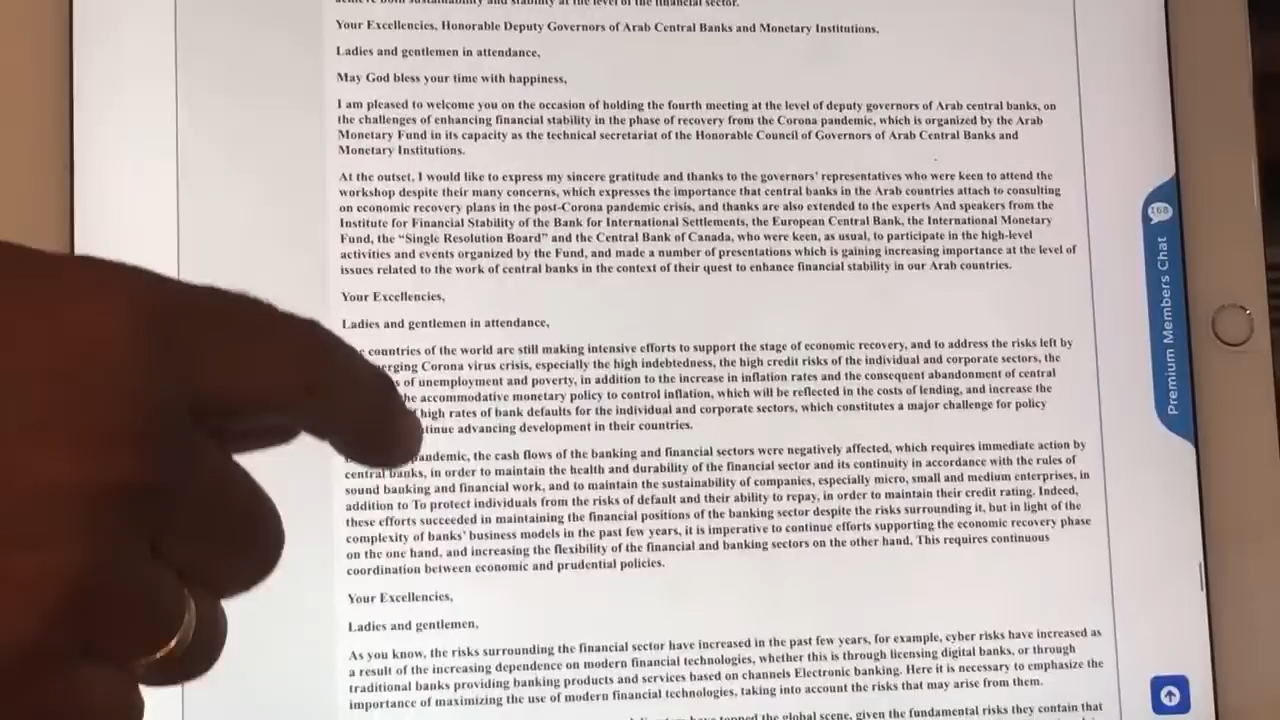 achieve both sustainability and stability at the level of the financial sector.
Your Excellencies, Honorable Deputy Governors of Arab Central Banks and Monetary Institutions,
Ladies and gentlemen in attendance,
May God bless your time with happiness,
I am pleased to welcome you on the occasion of holding the fourth meeting at the level of deputy governors of Arab central banks, on
the challenges of enhancing financial stability in the phase of recovery from the Corona pandemic, which is organized by the Arab
Monetary Fund in its capacity as the technical secretariat of the Honorable Council of Governors of Arab Central Banks and
Monetary Institutions.
At the outset, I would like to express my sincere gratitude and thanks to the governors' representatives who were keen to attend the
workshop despite their many concerns, which expresses the importance that central banks in the Arab countries attach to consulting
on economic recovery plans in the post-Corona pandemic crisis, and thanks are also extended to the experts And speakers from the
Institute for Financial Stability of the Bank for International Settlements, the European Central Bank, the International Monetary
Fund, the “Single Resolution Board” and the Central Bank of Canada, who were keen, as usual, to participate in the high-level
activities and events organized by the Fund, and made a number of presentations which is gaining increasing importance at the level of
issues related to the work of central banks in the context of their quest to enhance financial stability in our Arab countries.
Your Excellencies,
Ladies and gentlemen in attendance,
countries of the world are still making intensive efforts to support the stage of economic recovery, and to address the risks left by
Corona virus crisis, especially the high indebtedness, the high credit risks of the individual and corporate sectors, the
of unemployment and poverty, in addition to the increase in inflation rates and the consequent abandonment of central
accommodative monetary policy to control inflation, which will be reflected in the costs of lending, and increase the
high rates of bank defaults for the individual and corporate sectors, which constitutes a major challenge for policy
advancing development in their countries.
the cash flows of the banking and financial sectors were negatively affected, which requires immediate action by
central banks, in order to maintain the health and durability of the financial sector and its continuity in accordance with the rules of
sound banking and financial work, and to maintain the sustainability of companies, especially micro, small and medium enterprises, in
addition to To protect individuals from the risks of default and their ability to repay, in order to maintain their credit rating. Indeed,
these efforts succeeded in maintaining the financial positions of the banking sector despite the risks surrounding it, but in light of the
complexity of banks' business models in the past few years, it is imperative to continue efforts supporting the economic recovery phase
on the one hand, and increasing the flexibility of the financial and banking sectors on the other hand, This requires continuous
coordination between economic and prudential policies.
Your Excellencies,
Ladies and gentlemen,
As you know, the risks surrounding the financial sector have increased in the past few years, for example, cyber risks have increased as
a result of the increasing dependence on modern financial technologies, whether this is through licensing digital banks, or through
traditional banks providing banking products and services based on channels Electronic banking. Here it is necessary to emphasize the
importance of maximizing the use of modern financial technologies, taking into account the risks that may arise from them.
the global scene, given the fundamental risks they contain that
168
Premium Members Chat